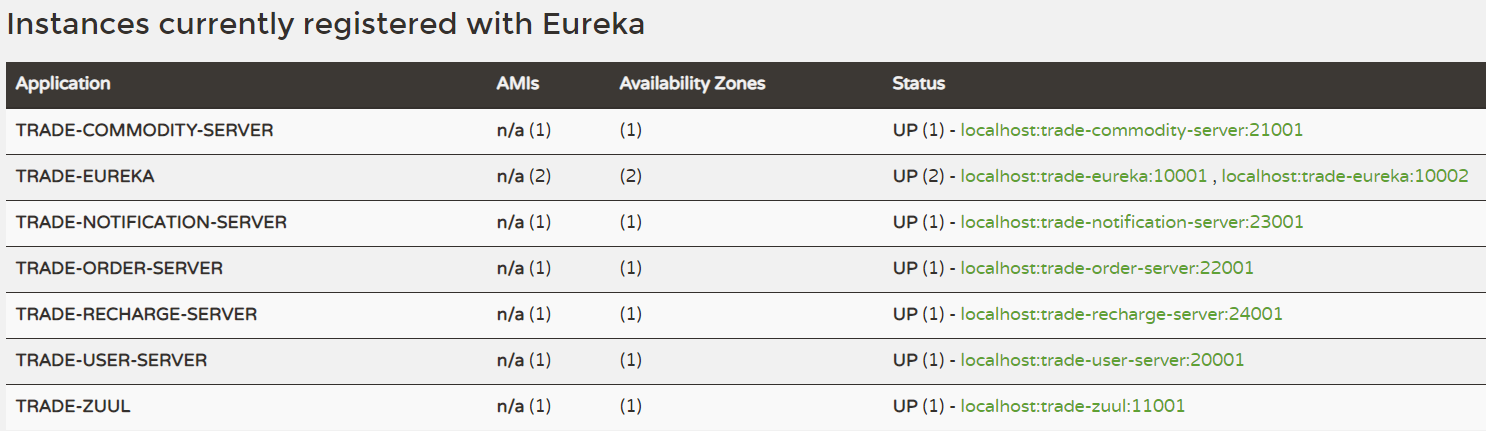 Instances currently registered with Eureka
Application AMIs Availability Zones Status
TRADE-COMMODITY-SERVER n/a (1) (1) UP (1) - localhost:trade-commodity-server:21001
TRADE-EUREKA n/a (2) (2) UP (2) - localhost:trade-eureka:10001 , localhost:trade-eureka:10002
TRADE-NOTIFICATION-SERVER n/a (1) (1) UP (1) - localhost:trade-notification-server:23001
TRADE-ORDER-SERVER n/a (1) (1) UP (1) - localhost:trade-order-server:22001
TRADE-RECHARGE-SERVER n/a (1) (1) UP (1) - localhost:trade-recharge-server:24001
TRADE-USER-SERVER n/a (1) (1) UP (1) - localhost:trade-user-server:20001
TRADE-ZUUL n/a (1) (1) UP (1) - localhost:trade-zuul:11001